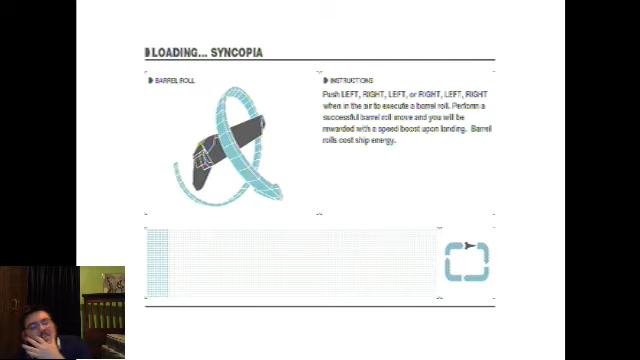 LOADING... SYNCOPIA
BARREL ROLL
INSTRUCTIONS
Push LEFT, RIGHT, LEFT, or RIGHT, LEFT, RIGHT
when in the air to execute a barrel roll. Perform a
successful barrel roll move and you will be
rewarded with a speed boost upon landing. Barrel
rolls cost ship energy.